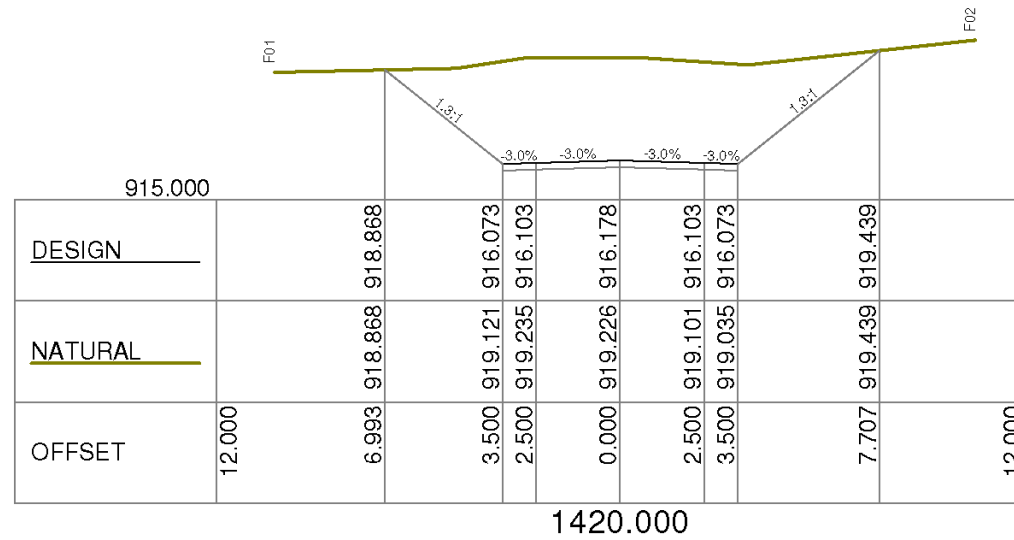 F01
F02
1.3:1
1.3:1
-3.0% -3.0% -3.0% -3.0%
915.000
DESIGN 918.868 916.073 916.103 916.178 916.103 916.073 919.439
NATURAL 918.868 919.121 919.235 919.226 919.101 919.035 919.439
OFFSET 12.000 6.993 3.500 2.500 0.000 2.500 3.500 7.707 12.000
1420.000